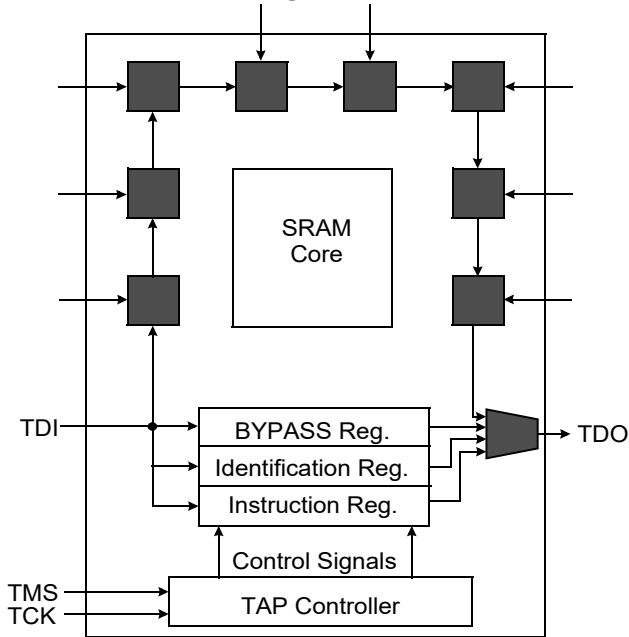 SRAM
Core
TDI
BYPASS Reg.
TDO
Identification Reg.
Instruction Reg.
Control Signals
TMS
TCK
TAP Controller